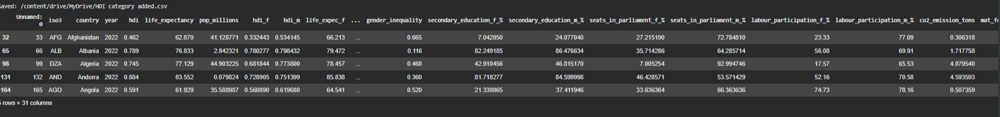 Saved: /content/drive/MyDrive/HDI category added.csv
Unnamed: 0 iso3 country year hdi life_expectancy pop_millions hdi_f hdi_m life_expec_f ... gender_inequality secondary_education_f_% secondary_education_m_% seats_in_parliament_f_% seats_in_parliament_m_% labour_participation_f_% labour_participation_m_% co2_emission_tons mat_fo
32 33 AFG Afghanistan 2022 0.462 62.879 41.128771 0.332443 0.534145 66.213 ... 0.665 7.042050 24.077040 27.215190 72.784810 23.33 77.09 0.306318
65 66 ALB Albania 2022 0.789 76.833 2.842321 0.780277 0.798432 79.472 ... 0.116 82.249185 86.476634 35.714286 64.285714 56.08 69.91 1.717758
98 99 DZA Algeria 2022 0.745 77.129 44.903225 0.681844 0.773800 78.457 ... 0.460 42.910456 46.815170 7.005254 92.994746 17.57 65.53 4.079540
131 132 AND Andorra 2022 0.884 83.552 0.079824 0.728905 0.751399 85.838 ... 0.360 81.718277 84.599998 46.428571 53.571429 52.16 70.58 4.593593
164 165 AGO Angola 2022 0.591 61.929 35.588987 0.560890 0.619680 64.541 ... 0.520 21.339865 37.411946 33.636364 66.363636 74.73 78.16 0.507359
5 rows × 31 columns